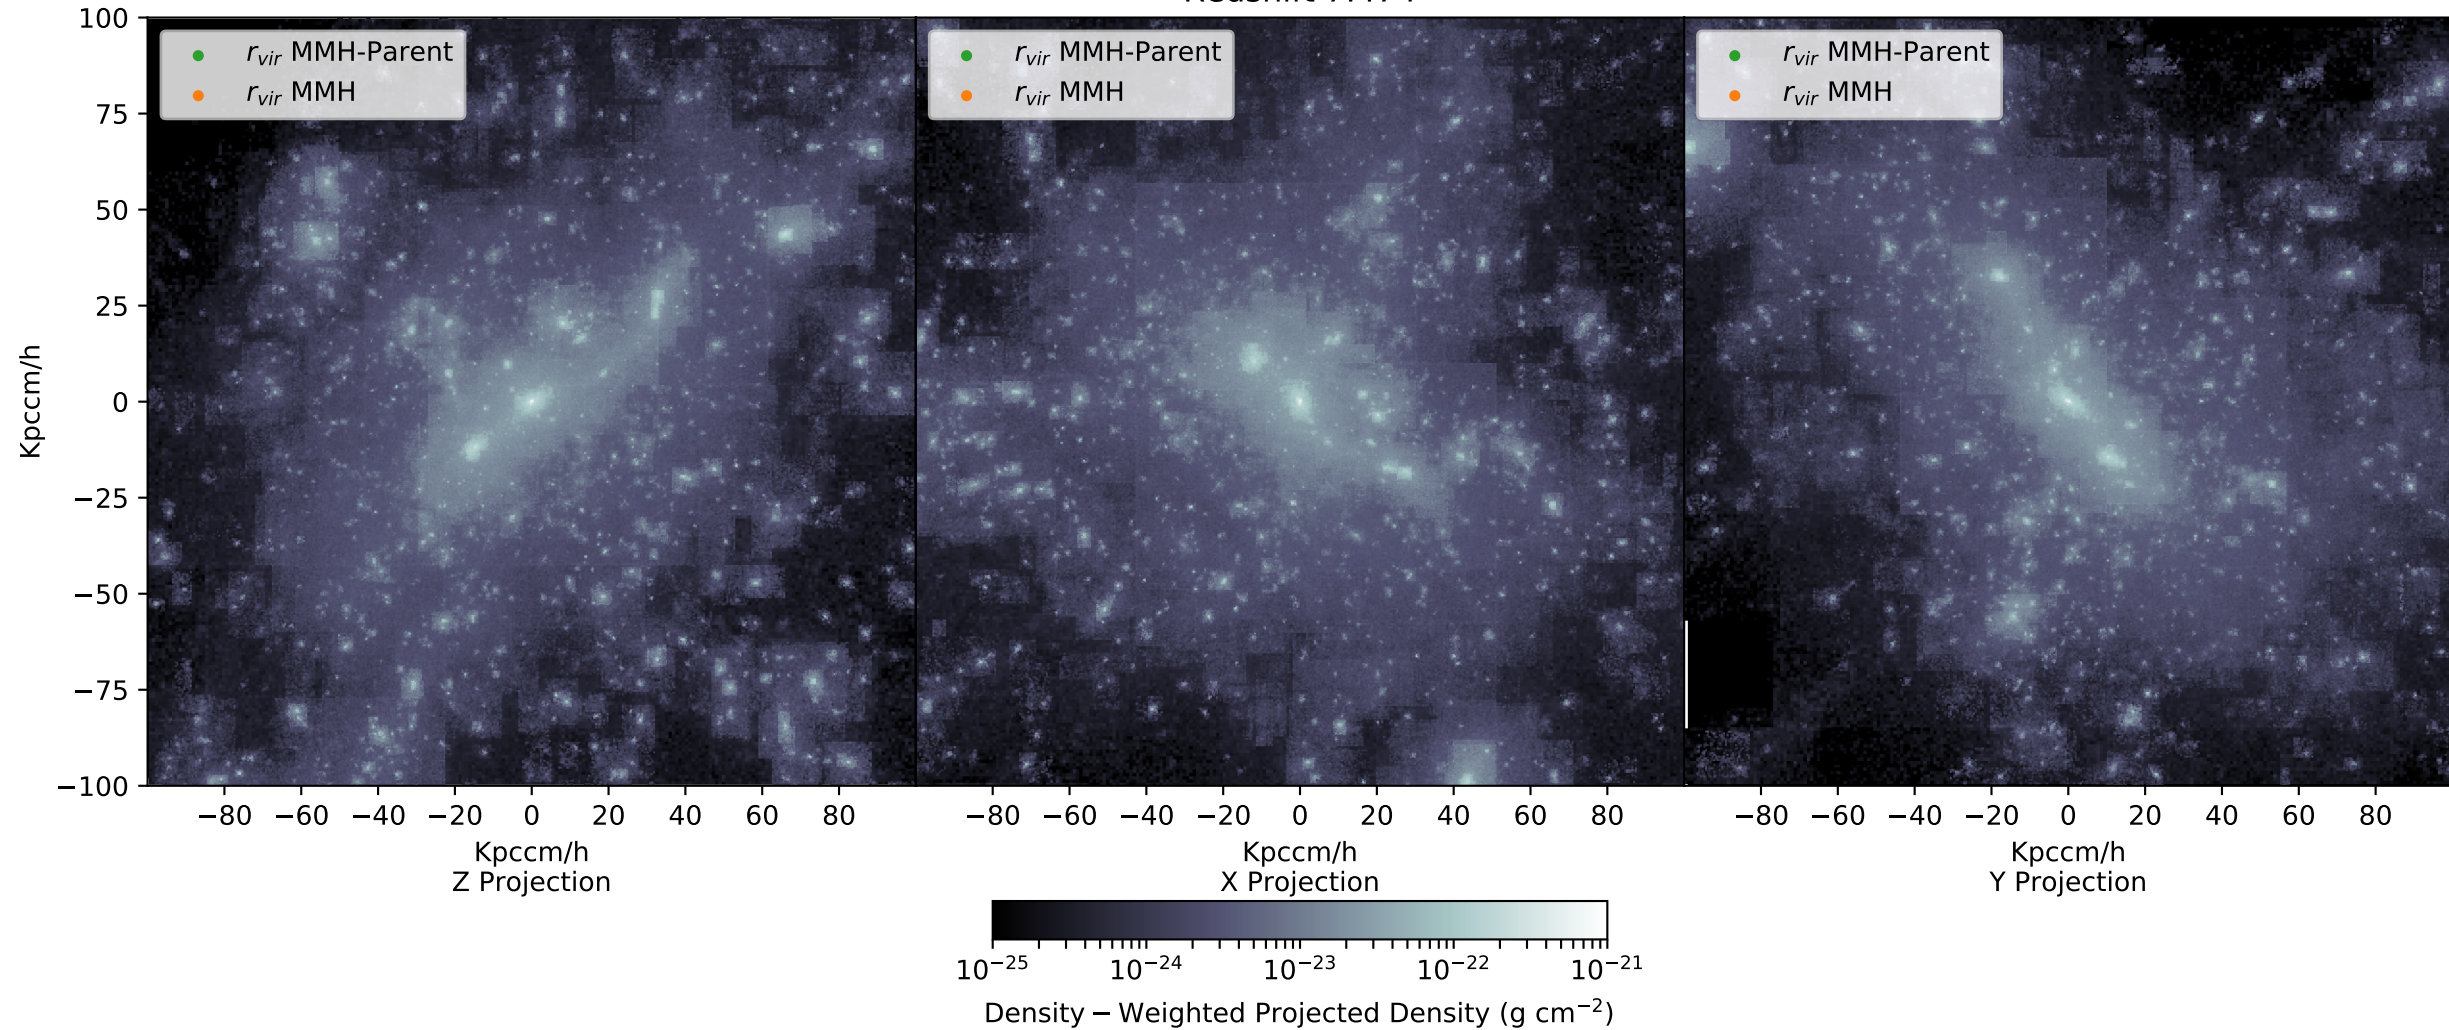 r_vir MMH-Parent
r_vir MMH
r_vir MMH-Parent
r_vir MMH
r_vir MMH-Parent
r_vir MMH
100
75
50
25
0
−25
−50
−75
−100
Kpccm/h
−80 −60 −40 −20 0 20 40 60 80
−80 −60 −40 −20 0 20 40 60 80
−80 −60 −40 −20 0 20 40 60 80
Kpccm/h
Z Projection
Kpccm/h
X Projection
Kpccm/h
Y Projection
10^−25 10^−24 10^−23 10^−22 10^−21
Density − Weighted Projected Density (g cm^−2)